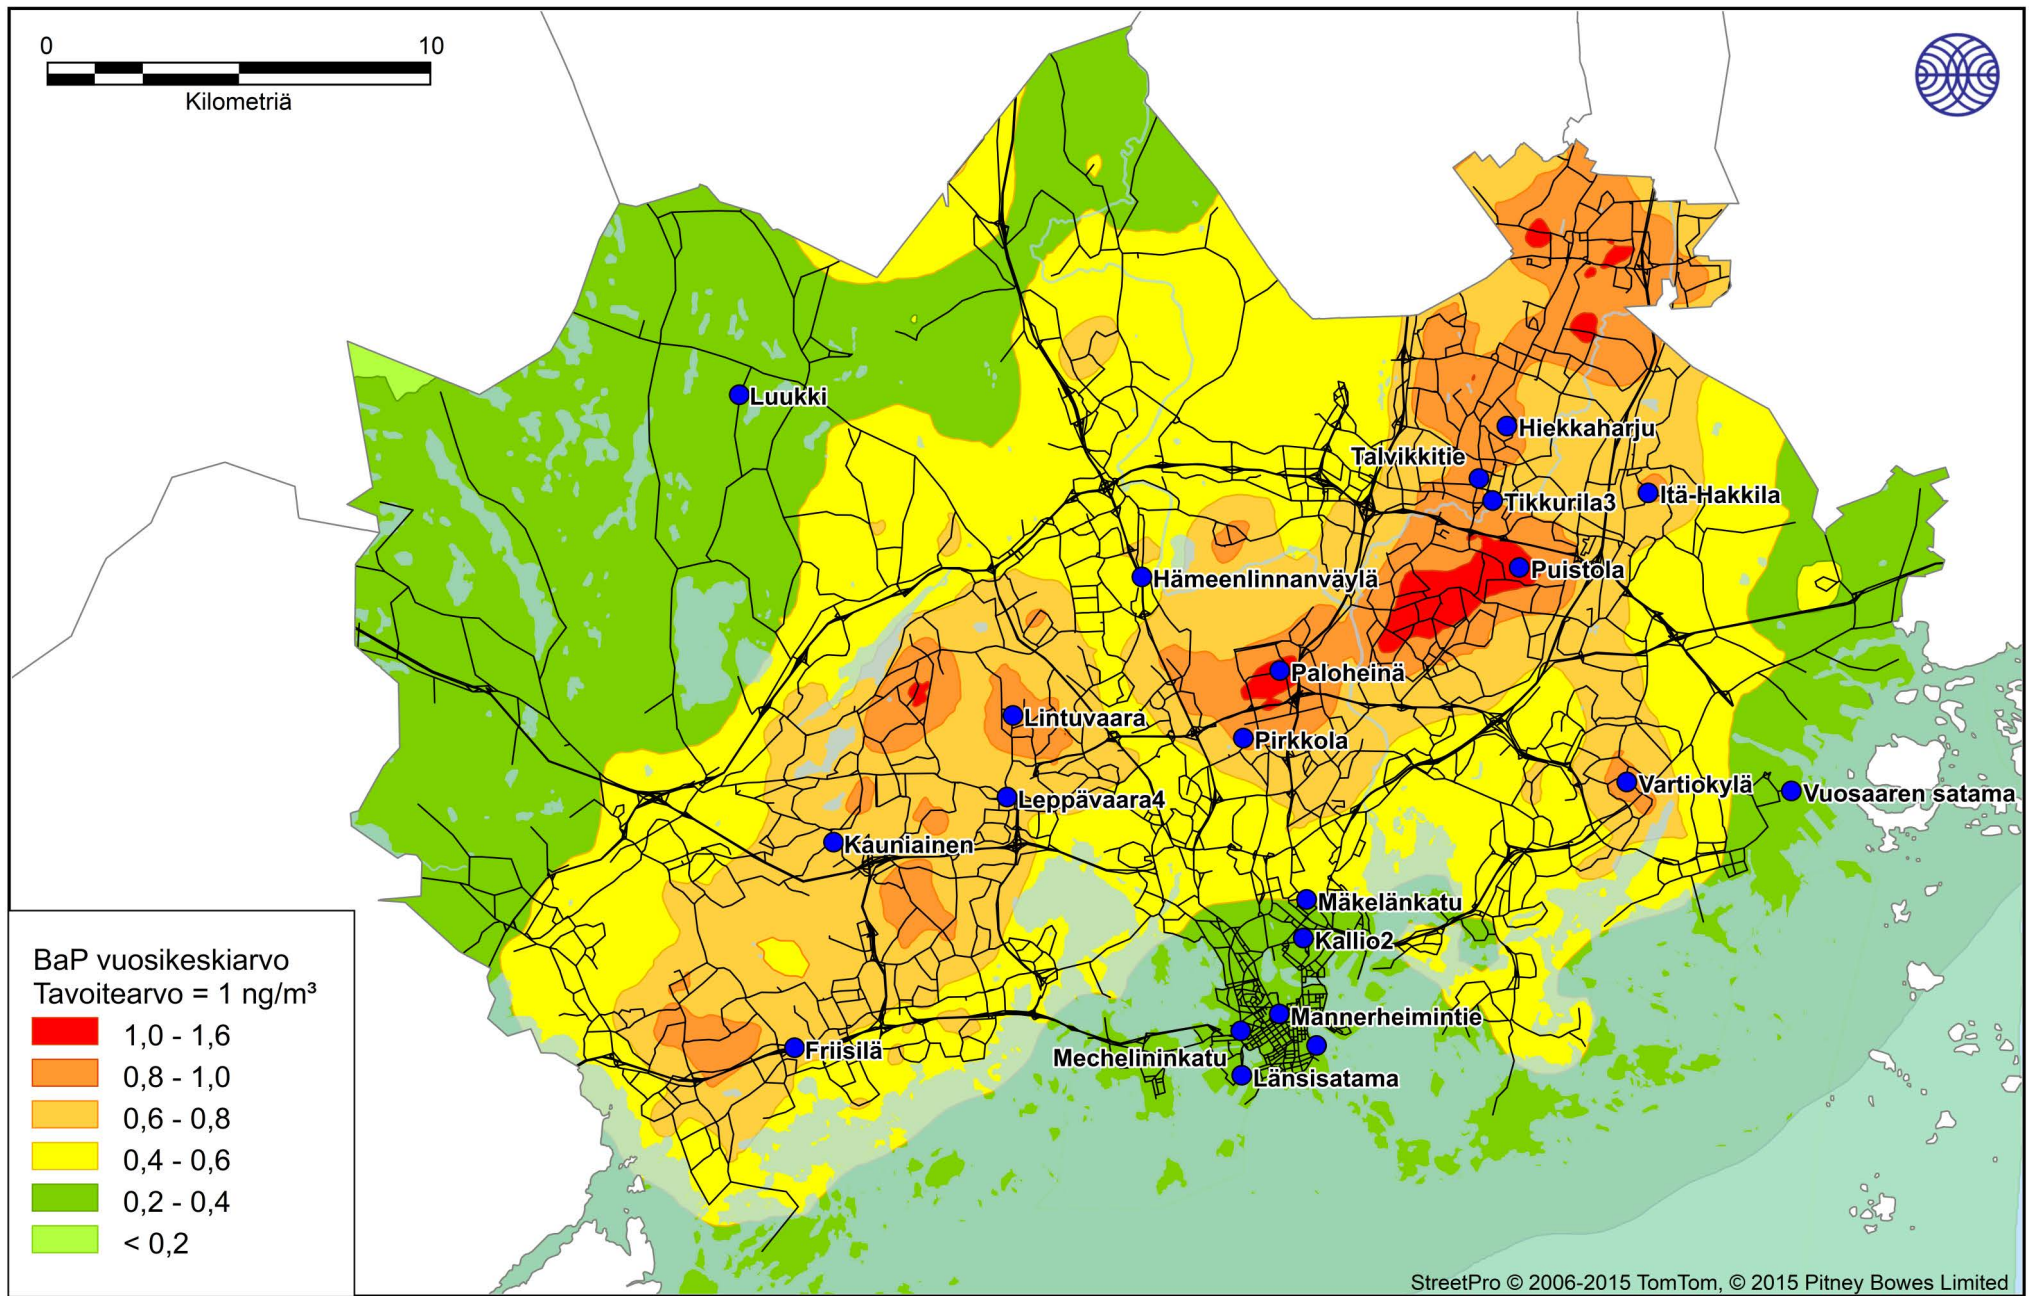 0 10
Kilometriä
Luukki
Hiekkaharju
Talvikkitie
Itä-Hakkila
Tikkurila3
Puistola
Hämeenlinnanväylä
Paloheinä
Lintuvaara
Pirkkola
Vartiokylä
Vuosaaren satama
Leppävaara4
Kauniainen
Mäkelänkatu
Kallio2
Mannerheimintie
Friisilä
Mechelininkatu
Länsisatama
BaP vuosikeskiarvo
Tavoitearvo = 1 ng/m³
1,0 - 1,6
0,8 - 1,0
0,6 - 0,8
0,4 - 0,6
0,2 - 0,4
< 0,2
StreetPro © 2006-2015 TomTom, © 2015 Pitney Bowes Limited